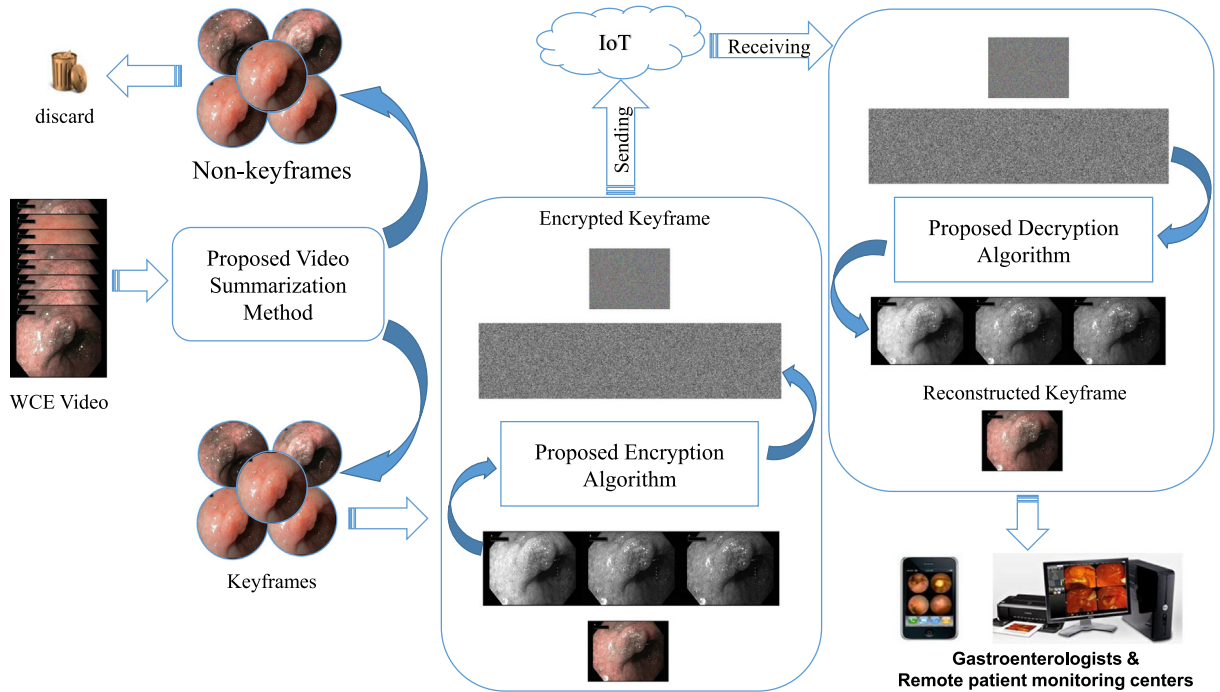 discard
Non-keyframes
WCE Video
Proposed Video
Summarization
Method
Keyframes
Encrypted Keyframe
Proposed Encryption
Algorithm
Sending
IoT
Receiving
Proposed Decryption
Algorithm
Reconstructed Keyframe
Gastroenterologists &
Remote patient monitoring centers